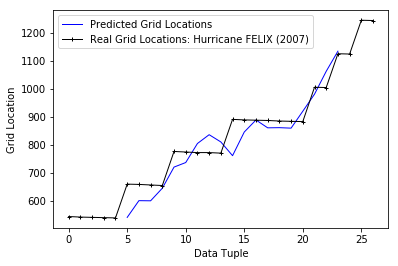 Predicted Grid Locations
Real Grid Locations: Hurricane FELIX (2007)
1200
1100
1000
900
800
700
600
Grid Location
0 5 10 15 20 25
Data Tuple